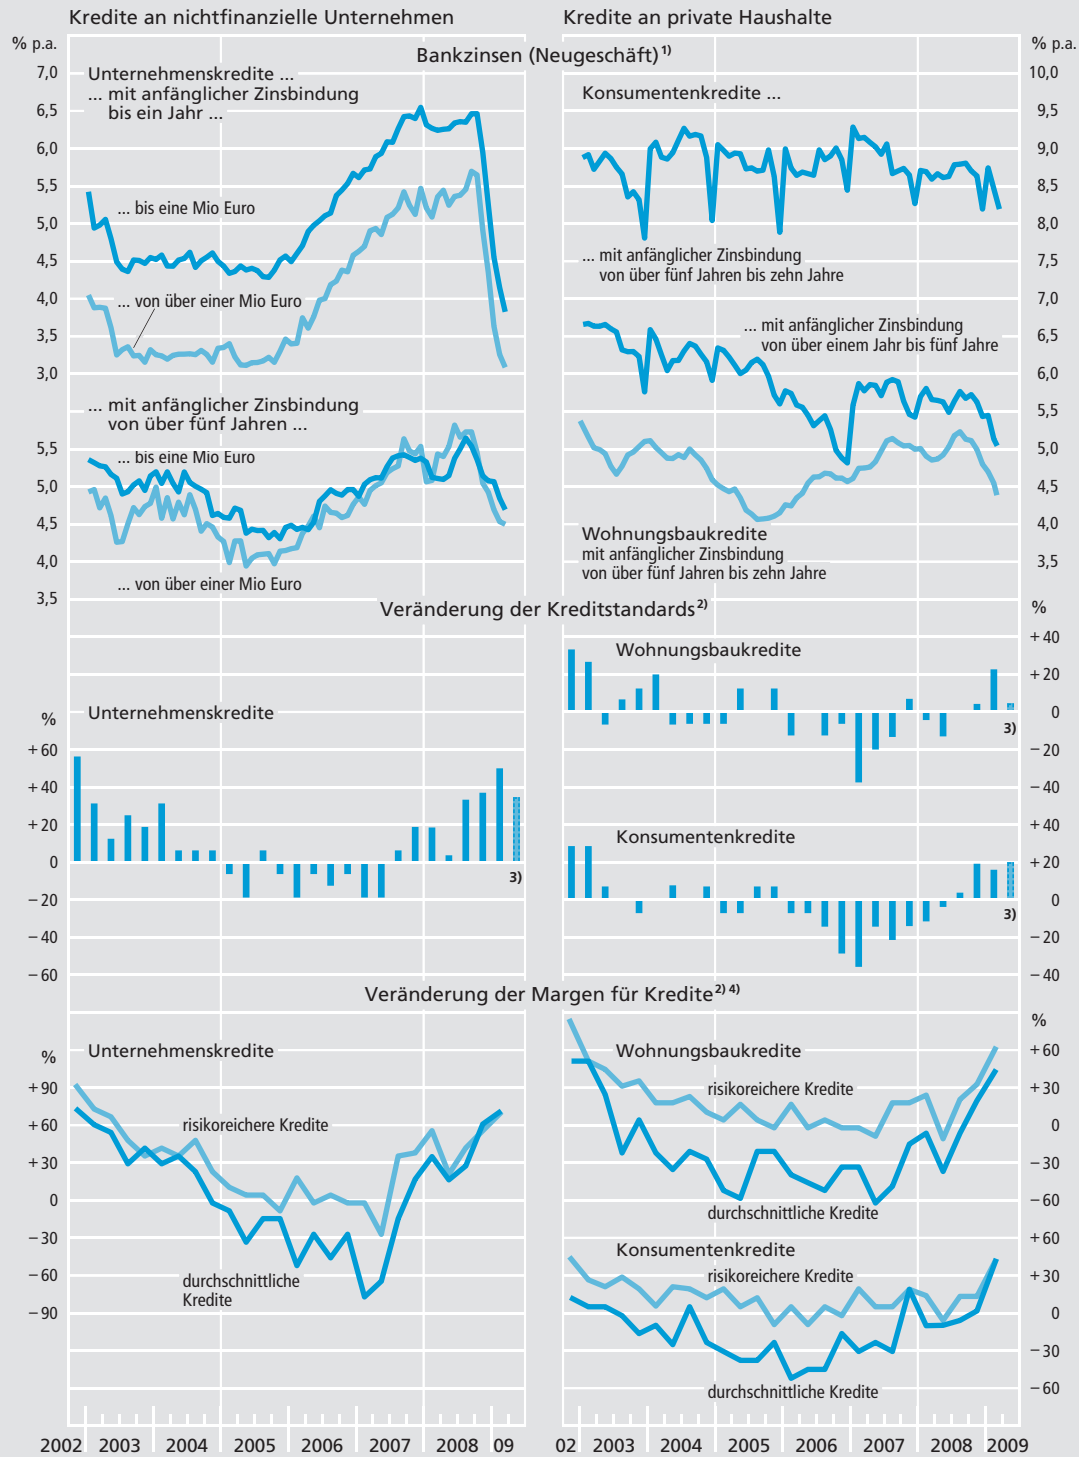 Kredite an nichtfinanzielle Unternehmen
Kredite an private Haushalte
% p.a.
Bankzinsen (Neugeschäft)1)
% p.a.
7,0
6,5
6,0
5,5
5,0
4,5
4,0
3,5
3,0
5,5
5,0
4,5
4,0
3,5
Unternehmenskredite ...
... mit anfänglicher Zinsbindung
bis ein Jahr ...
... bis eine Mio Euro
... von über einer Mio Euro
... mit anfänglicher Zinsbindung
von über fünf Jahren ...
... bis eine Mio Euro
... von über einer Mio Euro
Konsumentenkredite ...
... mit anfänglicher Zinsbindung
von über fünf Jahren bis zehn Jahre
... mit anfänglicher Zinsbindung
von über einem Jahr bis fünf Jahre
Wohnungsbaukredite
mit anfänglicher Zinsbindung
von über fünf Jahren bis zehn Jahre
10,0
9,5
9,0
8,5
8,0
7,5
7,0
6,5
6,0
5,5
5,0
4,5
4,0
3,5
Veränderung der Kreditstandards2)
%
Unternehmenskredite
+ 60
+ 40
+ 20
0
− 20
− 40
− 60
3)
%
Wohnungsbaukredite
+ 40
+ 20
0
− 20
− 40
3)
Konsumentenkredite
+ 40
+ 20
0
− 20
− 40
3)
Veränderung der Margen für Kredite2) 4)
%
Unternehmenskredite
+ 90
+ 60
+ 30
0
− 30
− 60
− 90
risikoreichere Kredite
durchschnittliche
Kredite
%
Wohnungsbaukredite
risikoreichere Kredite
durchschnittliche Kredite
+ 60
+ 30
0
− 30
− 60
Konsumentenkredite
risikoreichere Kredite
durchschnittliche Kredite
+ 60
+ 30
0
− 30
− 60
2002 2003 2004 2005 2006 2007 2008 09
02 2003 2004 2005 2006 2007 2008 2009